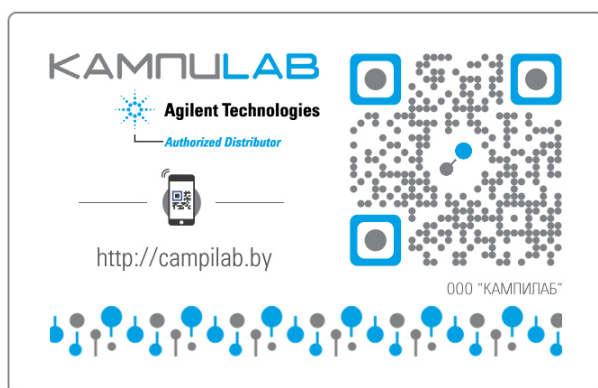 КАМПИLAB
Agilent Technologies
Authorized Distributor
http://campilab.by
ООО "КАМПИЛАБ"